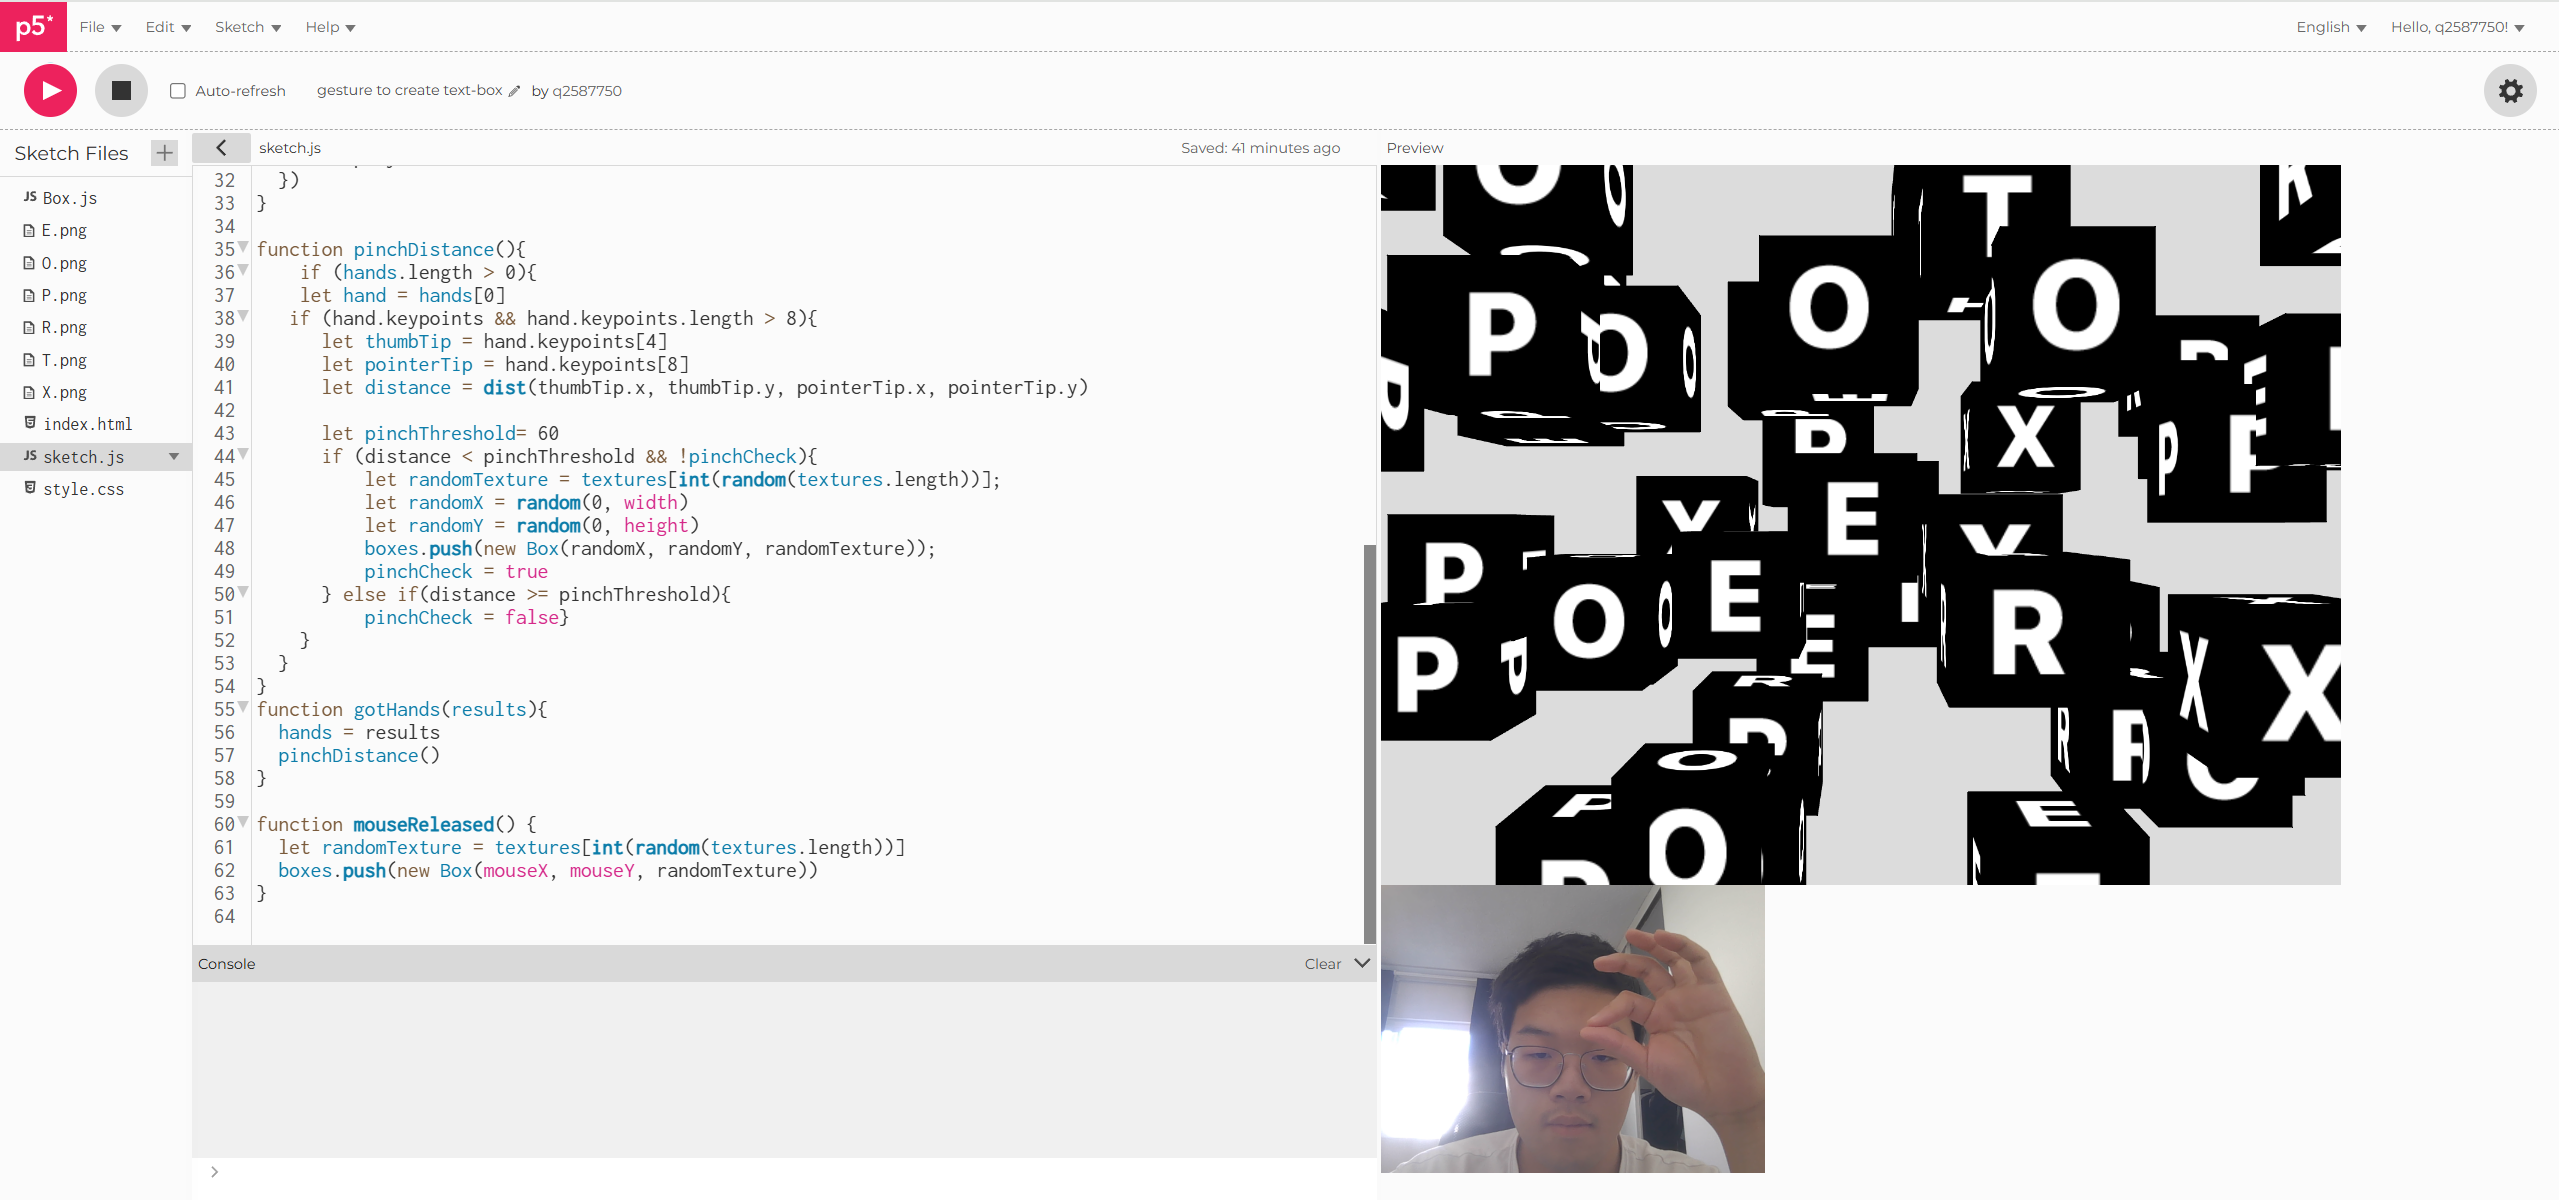 p5* File Edit Sketch Help English Hello, q2587750!
Auto-refresh gesture to create text-box by q2587750
Sketch Files + sketch.js Saved: 41 minutes ago Preview
JS Box.js
E.png
O.png
P.png
R.png
T.png
X.png
index.html
JS sketch.js
style.css
32 })
33 }
34
35 function pinchDistance(){
36 if (hands.length > 0){
37 let hand = hands[0]
38 if (hand.keypoints && hand.keypoints.length > 8){
39 let thumbTip = hand.keypoints[4]
40 let pointerTip = hand.keypoints[8]
41 let distance = dist(thumbTip.x, thumbTip.y, pointerTip.x, pointerTip.y)
42
43 let pinchThreshold= 60
44 if (distance < pinchThreshold && !pinchCheck){
45 let randomTexture = textures[int(random(textures.length))];
46 let randomX = random(0, width)
47 let randomY = random(0, height)
48 boxes.push(new Box(randomX, randomY, randomTexture));
49 pinchCheck = true
50 } else if(distance >= pinchThreshold){
51 pinchCheck = false}
52 }
53 }
54 }
55 function gotHands(results){
56 hands = results
57 pinchDistance()
58 }
59
60 function mouseReleased() {
61 let randomTexture = textures[int(random(textures.length))]
62 boxes.push(new Box(mouseX, mouseY, randomTexture))
63 }
64
Console Clear
>
O O T R
P O O O
P X P
E
P O E R X X
P E
R
O E